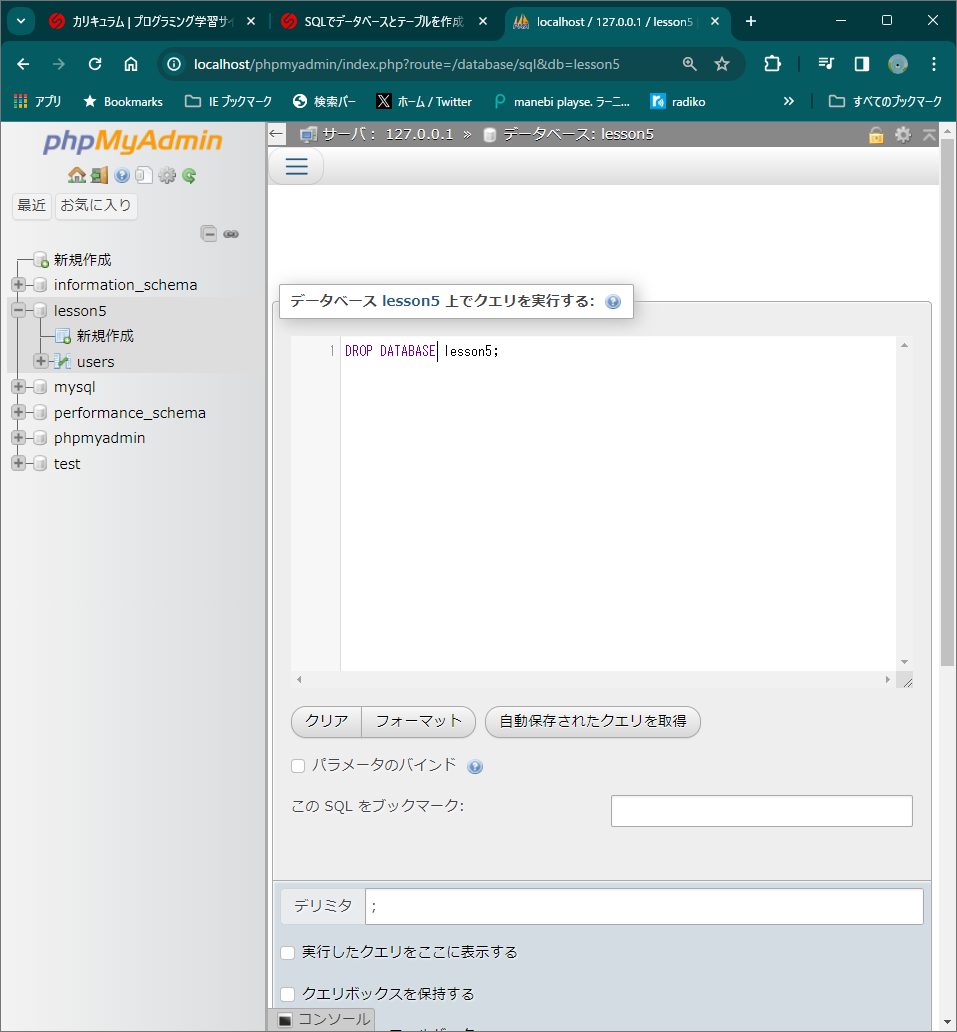 カリキュラム | プログラミング学習サイ
SQLでデータベースとテーブルを作成
localhost / 127.0.0.1 / lesson5
localhost/phpmyadmin/index.php?route=/database/sql&db=lesson5
アプリ Bookmarks IE ブックマーク 検索バー X ホーム / Twitter manebi playse. ラーニ... radiko » すべてのブックマーク
phpMyAdmin
最近 お気に入り
新規作成
information_schema
lesson5
新規作成
users
mysql
performance_schema
phpmyadmin
test
サーバ: 127.0.0.1 » データベース: lesson5
データベース lesson5 上でクエリを実行する:
1 DROP DATABASE lesson5;
クリア フォーマット 自動保存されたクエリを取得
パラメータのバインド
この SQL をブックマーク:
デリミタ ;
実行したクエリをここに表示する
クエリボックスを保持する
コンソール